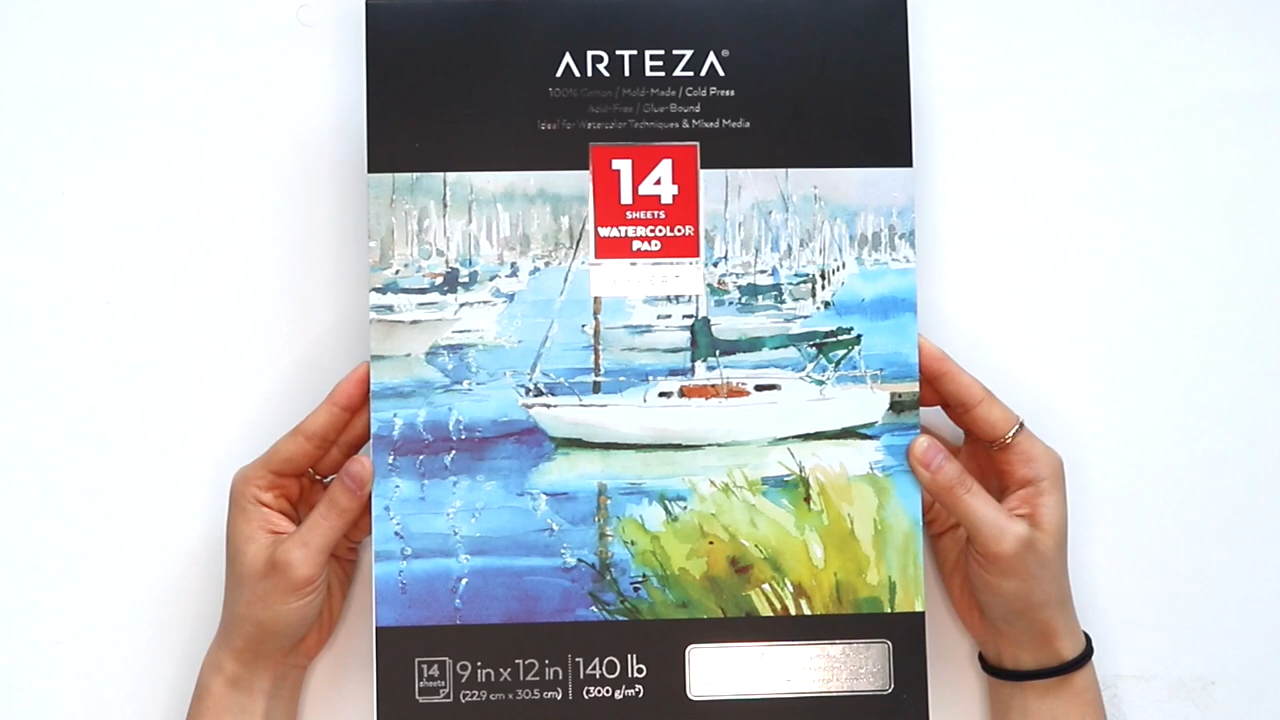 ARTEZA®
100% Cotton / Mold-Made / Cold Press
Acid-Free / Glue-Bound
Ideal for Watercolor Techniques & Mixed Media
14
SHEETS
WATERCOLOR
PAD
14
sheets
9 in x 12 in
(22.9 cm x 30.5 cm)
140 lb
(300 g/m²)